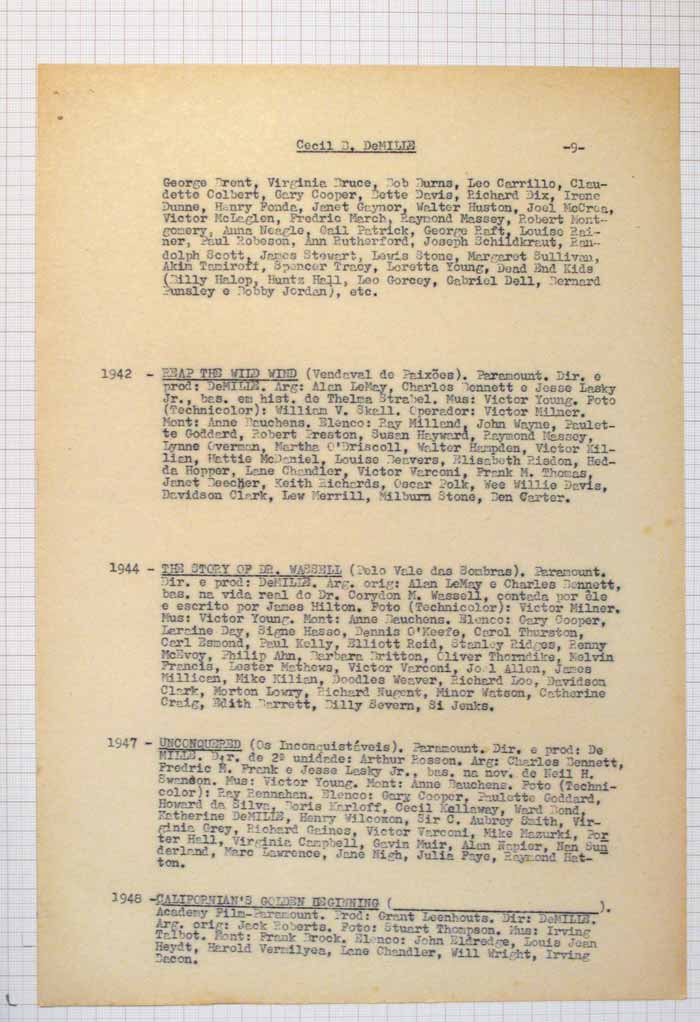 Cecil B. DeMILLE -9-
George Brent, Virginia Bruce, Bob Burns, Leo Carrillo, Clau-
dette Colbert, Gary Cooper, Bette Davis, Richard Dix, Irene
Dunne, Henry Fonda, Janet Gaynor, Walter Huston, Joel McCrea,
Victor McLaglen, Fredric March, Raymond Massey, Robert Mont-
gomery, Anna Neagle, Gail Patrick, George Raft, Louise Rai-
ner, Paul Robeson, Ann Rutherford, Joseph Schildkraut, Ran-
dolph Scott, James Stewart, Lewis Stone, Margaret Sullivan,
Akim Tamiroff, Spencer Tracy, Loretta Young, Dead End Kids
(Billy Halop, Huntz Hall, Leo Gorcey, Gabriel Dell, Bernard
Punsley e Bobby Jordan), etc.
1942 - REAP THE WILD WIND (Vendaval de Paixões). Paramount. Dir. e
prod: DeMILLE. Arg: Alan LeMay, Charles Bennett e Jesse Lasky
Jr., bas. em hist. de Thelma Strabel. Mus: Victor Young. Foto
(Technicolor): William V. Skall. Operador: Victor Milner.
Mont: Anne Bauchens. Elenco: Ray Milland, John Wayne, Paulet-
te Goddard, Robert Preston, Susan Hayward, Raymond Massey,
Lynne Overman, Martha O'Driscoll, Walter Hampden, Victor Kil-
lian, Hattie McDaniel, Louise Beavers, Elisabeth Risdon, Hed-
da Hopper, Lane Chandler, Victor Varconi, Frank M. Thomas,
Janet Beecher, Keith Richards, Oscar Polk, Wee Willie Davis,
Davidson Clark, Lew Merrill, Milburn Stone, Ben Carter.
1944 - THE STORY OF DR. WASSELL (Pelo Vale das Sombras). Paramount.
Dir. e prod: DeMILLE. Arg. orig: Alan LeMay e Charles Bennett,
bas. na vida real do Dr. Corydon M. Wassell, contada por êle
e escrito por James Hilton. Foto (Technicolor): Victor Milner.
Mus: Victor Young. Mont: Anne Bauchens. Elenco: Gary Cooper,
Laraine Day, Signe Hasso, Dennis O'Keefe, Carol Thurston,
Carl Esmond, Paul Kelly, Elliott Reid, Stanley Ridges, Renny
McEvoy, Philip Ahn, Barbara Britton, Oliver Thorndike, Melvin
Francis, Lester Mathews, Victor Varconi, Joel Allen, James
Millican, Mike Kilian, Doodles Weaver, Richard Loo, Davidson
Clark, Morton Lowry, Richard Nugent, Minor Watson, Catherine
Craig, Edith Barrett, Billy Severn, Si Jenks.
1947 - UNCONQUERED (Os Inconquistáveis). Paramount. Dir. e prod: De
MILLE. Dir. de 2ª unidade: Arthur Rosson. Arg: Charles Bennett,
Fredric M. Frank e Jesse Lasky Jr., bas. na nov. de Neil H.
Swandon. Mus: Victor Young. Mont: Anne Bauchens. Foto (Techni-
color): Ray Rennahan. Elenco: Gary Cooper, Paulette Goddard,
Howard da Silva, Boris Karloff, Cecil Kellaway, Ward Bond,
Katherine DeMILLE, Henry Wilcoxon, Sir C. Aubrey Smith, Vir-
ginia Grey, Richard Gaines, Victor Varconi, Mike Mazurki, Por
ter Hall, Virginia Campbell, Gavin Muir, Alan Napier, Nan Sun
derland, Marc Lawrence, Jane Nigh, Julia Faye, Raymond Hat-
ton.
1948 -CALIFORNIAN'S GOLDEN BEGINNING (____________________).
Academy Film-Paramount. Prod: Grant Leenhouts. Dir: DeMILLE.
Arg. orig: Jack Roberts. Foto: Stuart Thompson. Mus: Irving
Talbot. Mont: Frank Brock. Elenco: John Eldredge, Louis Jean
Heydt, Harold Vermilyea, Lane Chandler, Will Wright, Irving
Bacon.